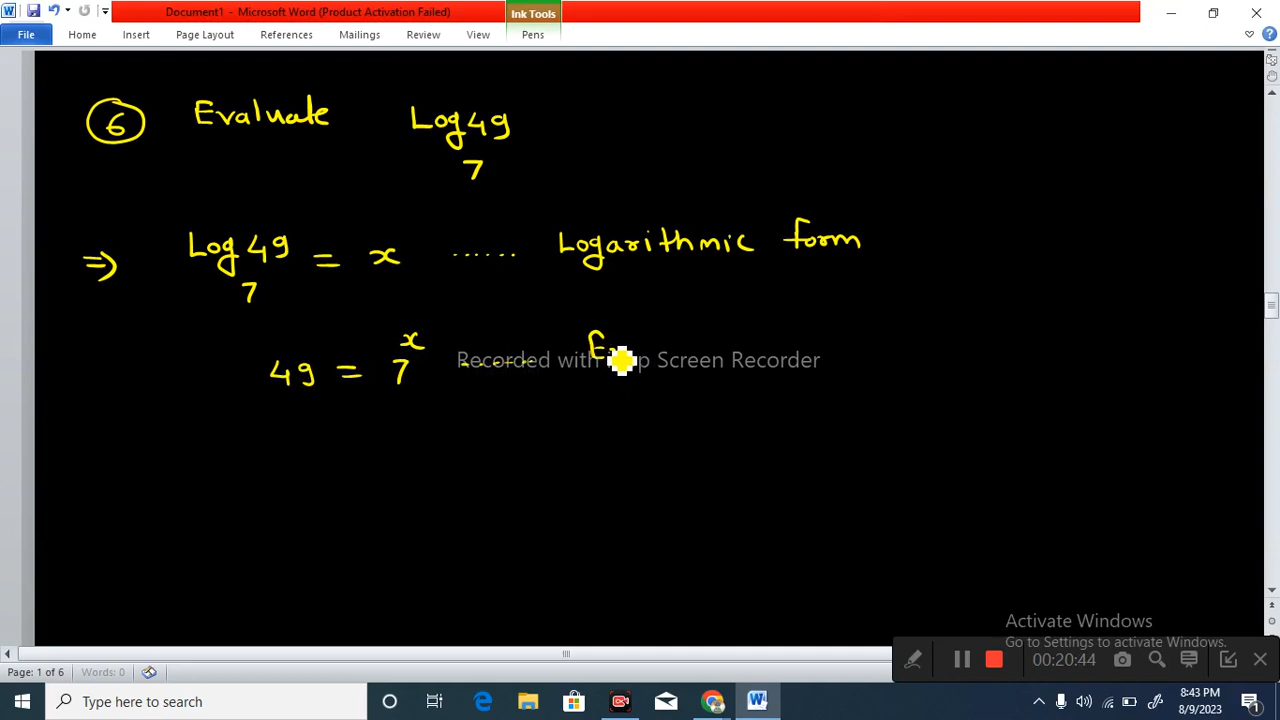 Document1 - Microsoft Word (Product Activation Failed)
Ink Tools
File Home Insert Page Layout References Mailings Review View Pens
6 Evaluate Log 49
7
⇒ Log 49 = x ...... Logarithmic form
7
x
49 = 7 ...... Ex
Recorded with p Screen Recorder
Activate Windows
Go to Settings to activate Windows.
Page: 1 of 6 Words: 0
00:20:44
Type here to search
8:43 PM
8/9/2023
1